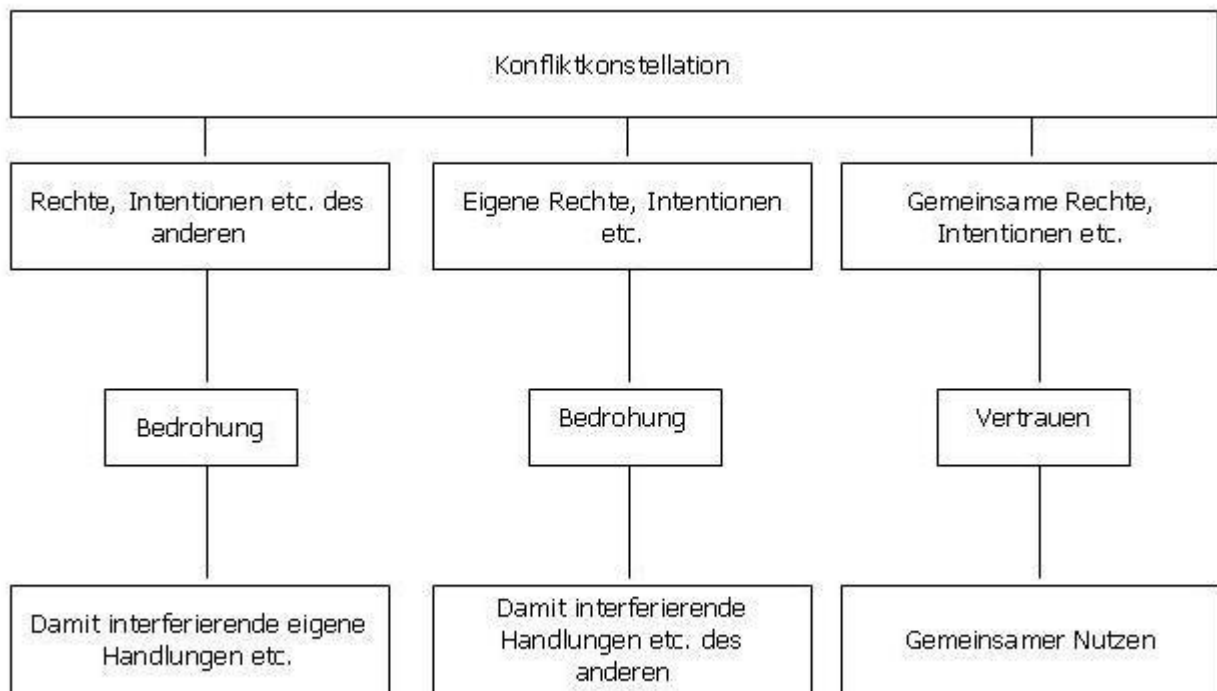 Konfliktkonstellation
Rechte, Intentionen etc. des
anderen
Eigene Rechte, Intentionen
etc.
Gemeinsame Rechte,
Intentionen etc.
Bedrohung
Bedrohung
Vertrauen
Damit interferierende eigene
Handlungen etc.
Damit interferierende
Handlungen etc. des
anderen
Gemeinsamer Nutzen